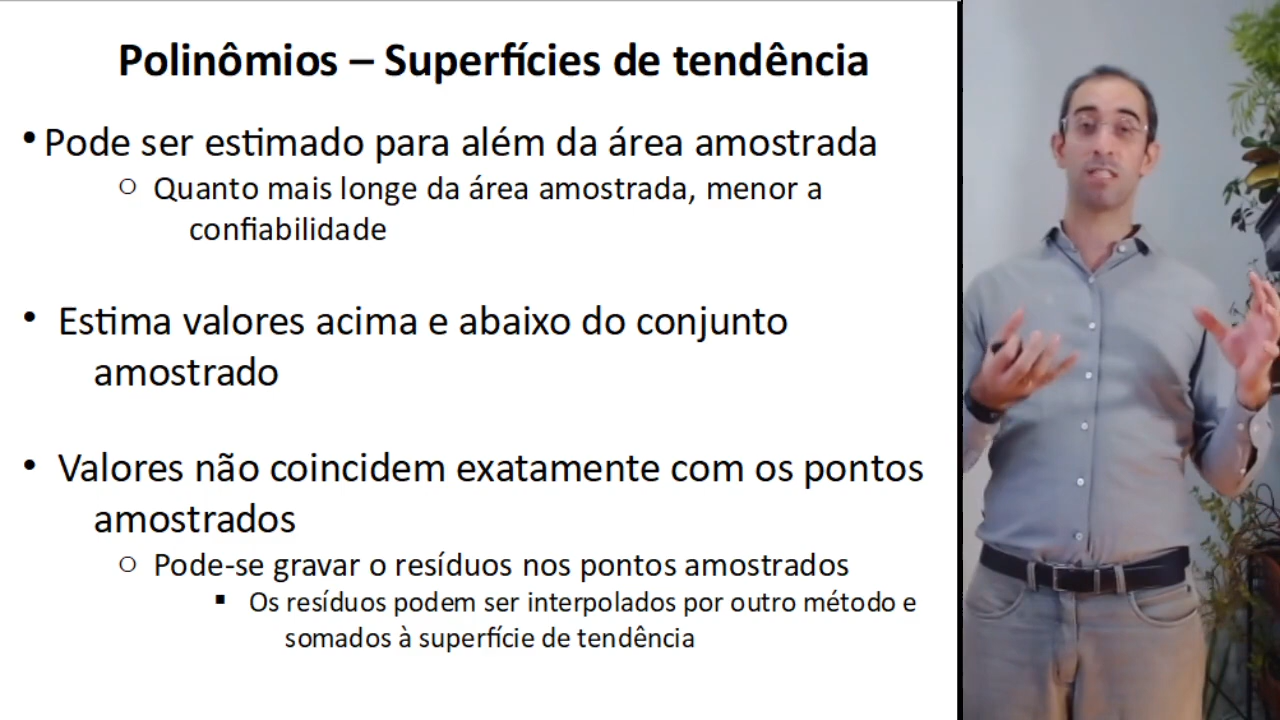 Polinômios – Superfícies de tendência
• Pode ser estimado para além da área amostrada
○ Quanto mais longe da área amostrada, menor a
confiabilidade
• Estima valores acima e abaixo do conjunto
amostrado
• Valores não coincidem exatamente com os pontos
amostrados
○ Pode-se gravar o resíduos nos pontos amostrados
▪ Os resíduos podem ser interpolados por outro método e
somados à superfície de tendência